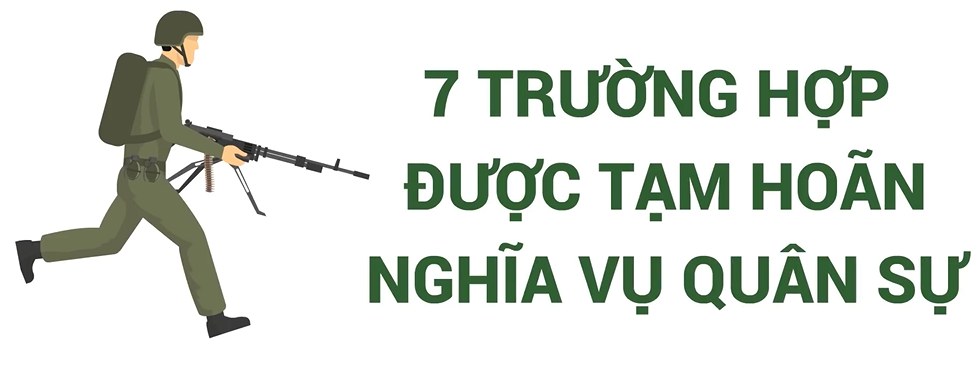 7 TRƯỜNG HỢP
ĐƯỢC TẠM HOÃN
NGHĨA VỤ QUÂN SỰ